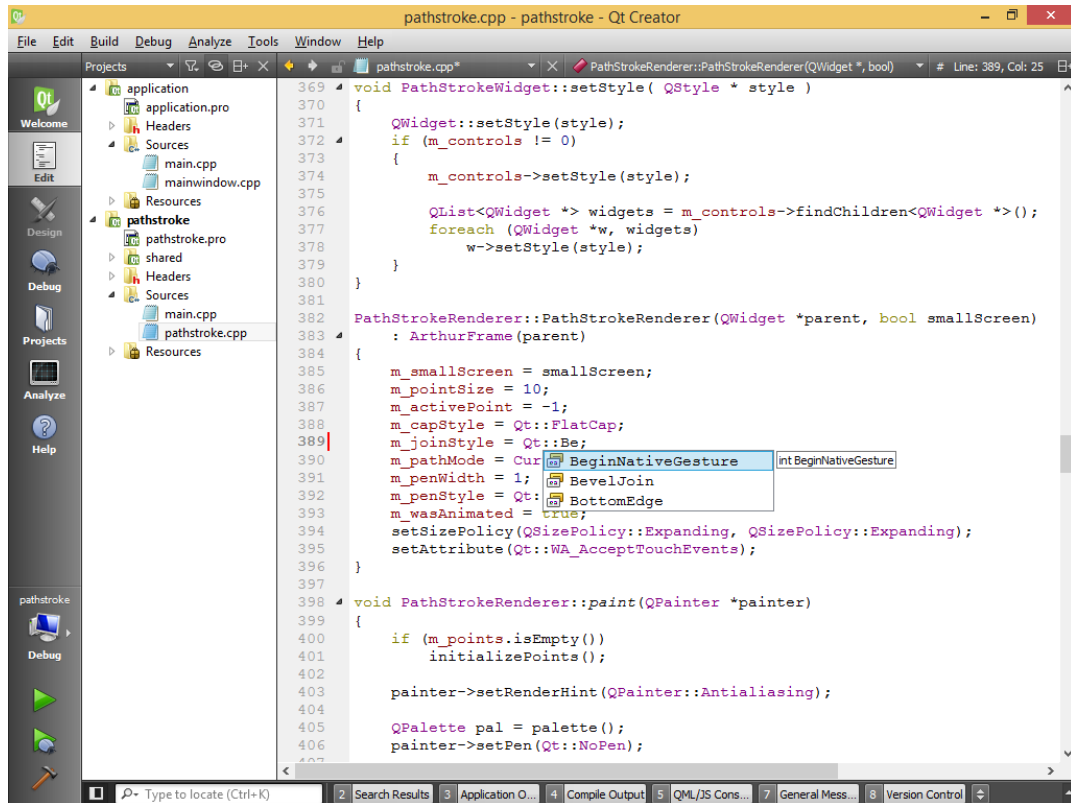 pathstroke.cpp - pathstroke - Qt Creator
File Edit Build Debug Analyze Tools Window Help
Projects pathstroke.cpp* PathStrokeRenderer::PathStrokeRenderer(QWidget *, bool) # Line: 389, Col: 25
Qt
Welcome
Edit
Design
Debug
Projects
Analyze
Help
pathstroke
Debug
application
application.pro
Headers
Sources
main.cpp
mainwindow.cpp
Resources
pathstroke
pathstroke.pro
shared
Headers
Sources
main.cpp
pathstroke.cpp
Resources
369 void PathStrokeWidget::setStyle( QStyle * style )
370 {
371     QWidget::setStyle(style);
372     if (m_controls != 0)
373     {
374         m_controls->setStyle(style);
375
376         QList<QWidget *> widgets = m_controls->findChildren<QWidget *>();
377         foreach (QWidget *w, widgets)
378             w->setStyle(style);
379     }
380 }
381
382 PathStrokeRenderer::PathStrokeRenderer(QWidget *parent, bool smallScreen)
383     : ArthurFrame(parent)
384 {
385     m_smallScreen = smallScreen;
386     m_pointSize = 10;
387     m_activePoint = -1;
388     m_capStyle = Qt::FlatCap;
389     m_joinStyle = Qt::Be;
390     m_pathMode = Cur
391     m_penWidth = 1;
392     m_penStyle = Qt:
393     m_wasAnimated = true;
394     setSizePolicy(QSizePolicy::Expanding, QSizePolicy::Expanding);
395     setAttribute(Qt::WA_AcceptTouchEvents);
396 }
397
398 void PathStrokeRenderer::paint(QPainter *painter)
399 {
400     if (m_points.isEmpty())
401         initializePoints();
402
403     painter->setRenderHint(QPainter::Antialiasing);
404
405     QPalette pal = palette();
406     painter->setPen(Qt::NoPen);
407
BeginNativeGesture int BeginNativeGesture
BevelJoin
BottomEdge
Type to locate (Ctrl+K) 2 Search Results 3 Application O... 4 Compile Output 5 QML/JS Cons... 7 General Mess... 8 Version Control